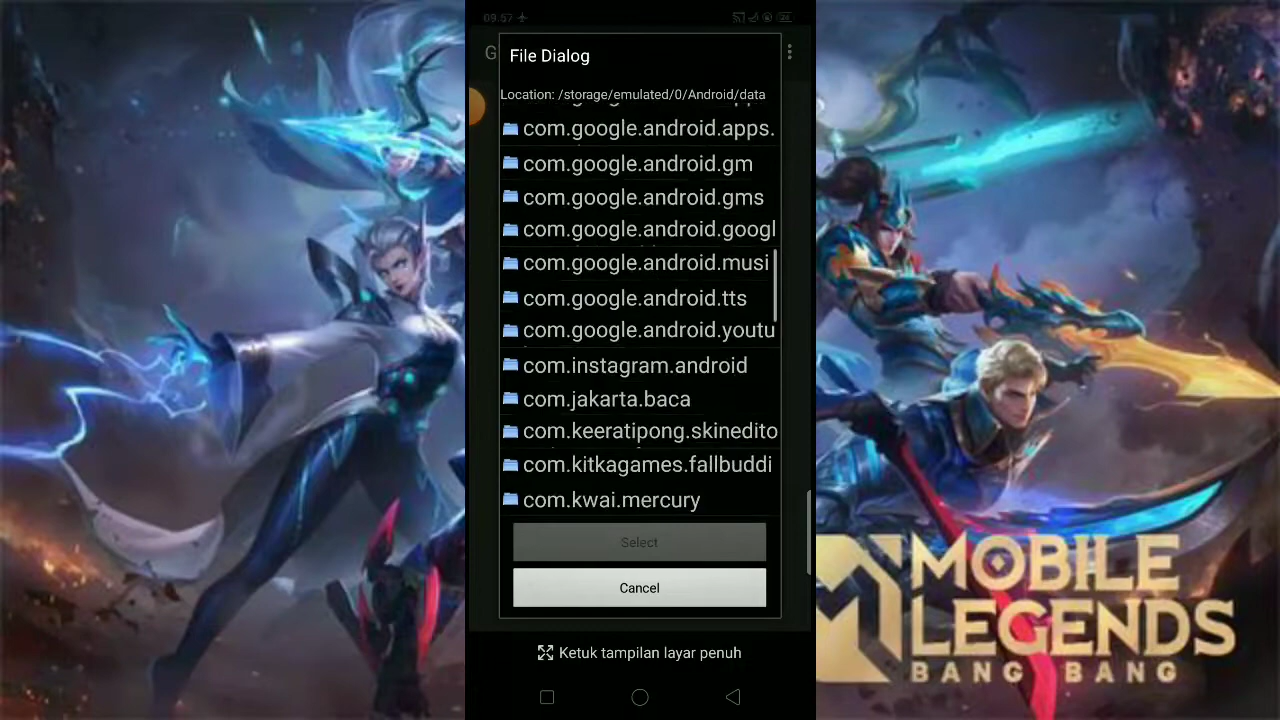 09.57
G
File Dialog
Location: /storage/emulated/0/Android/data
com.google.android.apps.
com.google.android.gm
com.google.android.gms
com.google.android.googl
com.google.android.musi
com.google.android.tts
com.google.android.youtu
com.instagram.android
com.jakarta.baca
com.keeratipong.skinedito
com.kitkagames.fallbuddi
com.kwai.mercury
Select
Cancel
Ketuk tampilan layar penuh
MOBILE
LEGENDS
BANG BANG